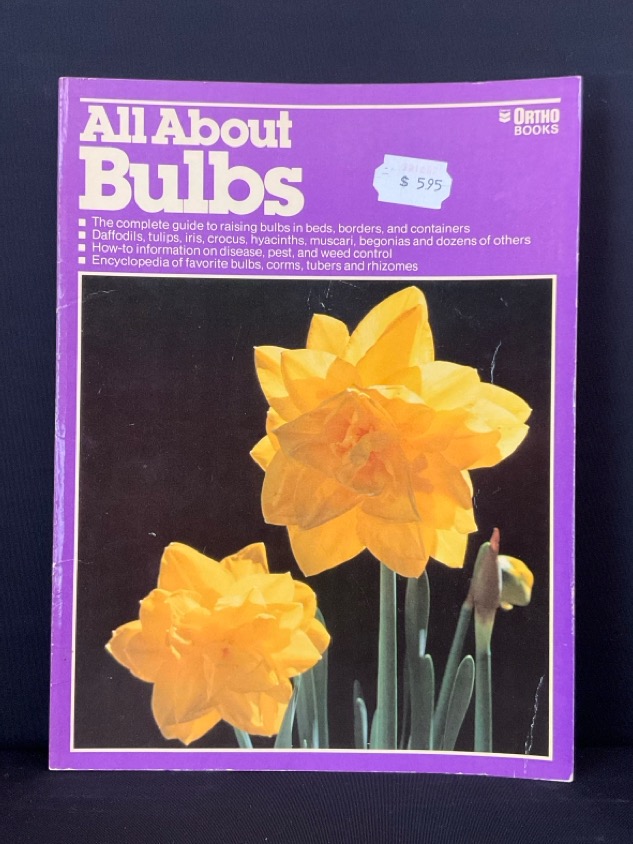 All About
Bulbs
ORTHO
BOOKS
$ 5.95
■ The complete guide to raising bulbs in beds, borders, and containers
■ Daffodils, tulips, iris, crocus, hyacinths, muscari, begonias and dozens of others
■ How-to information on disease, pest, and weed control
■ Encyclopedia of favorite bulbs, corms, tubers and rhizomes